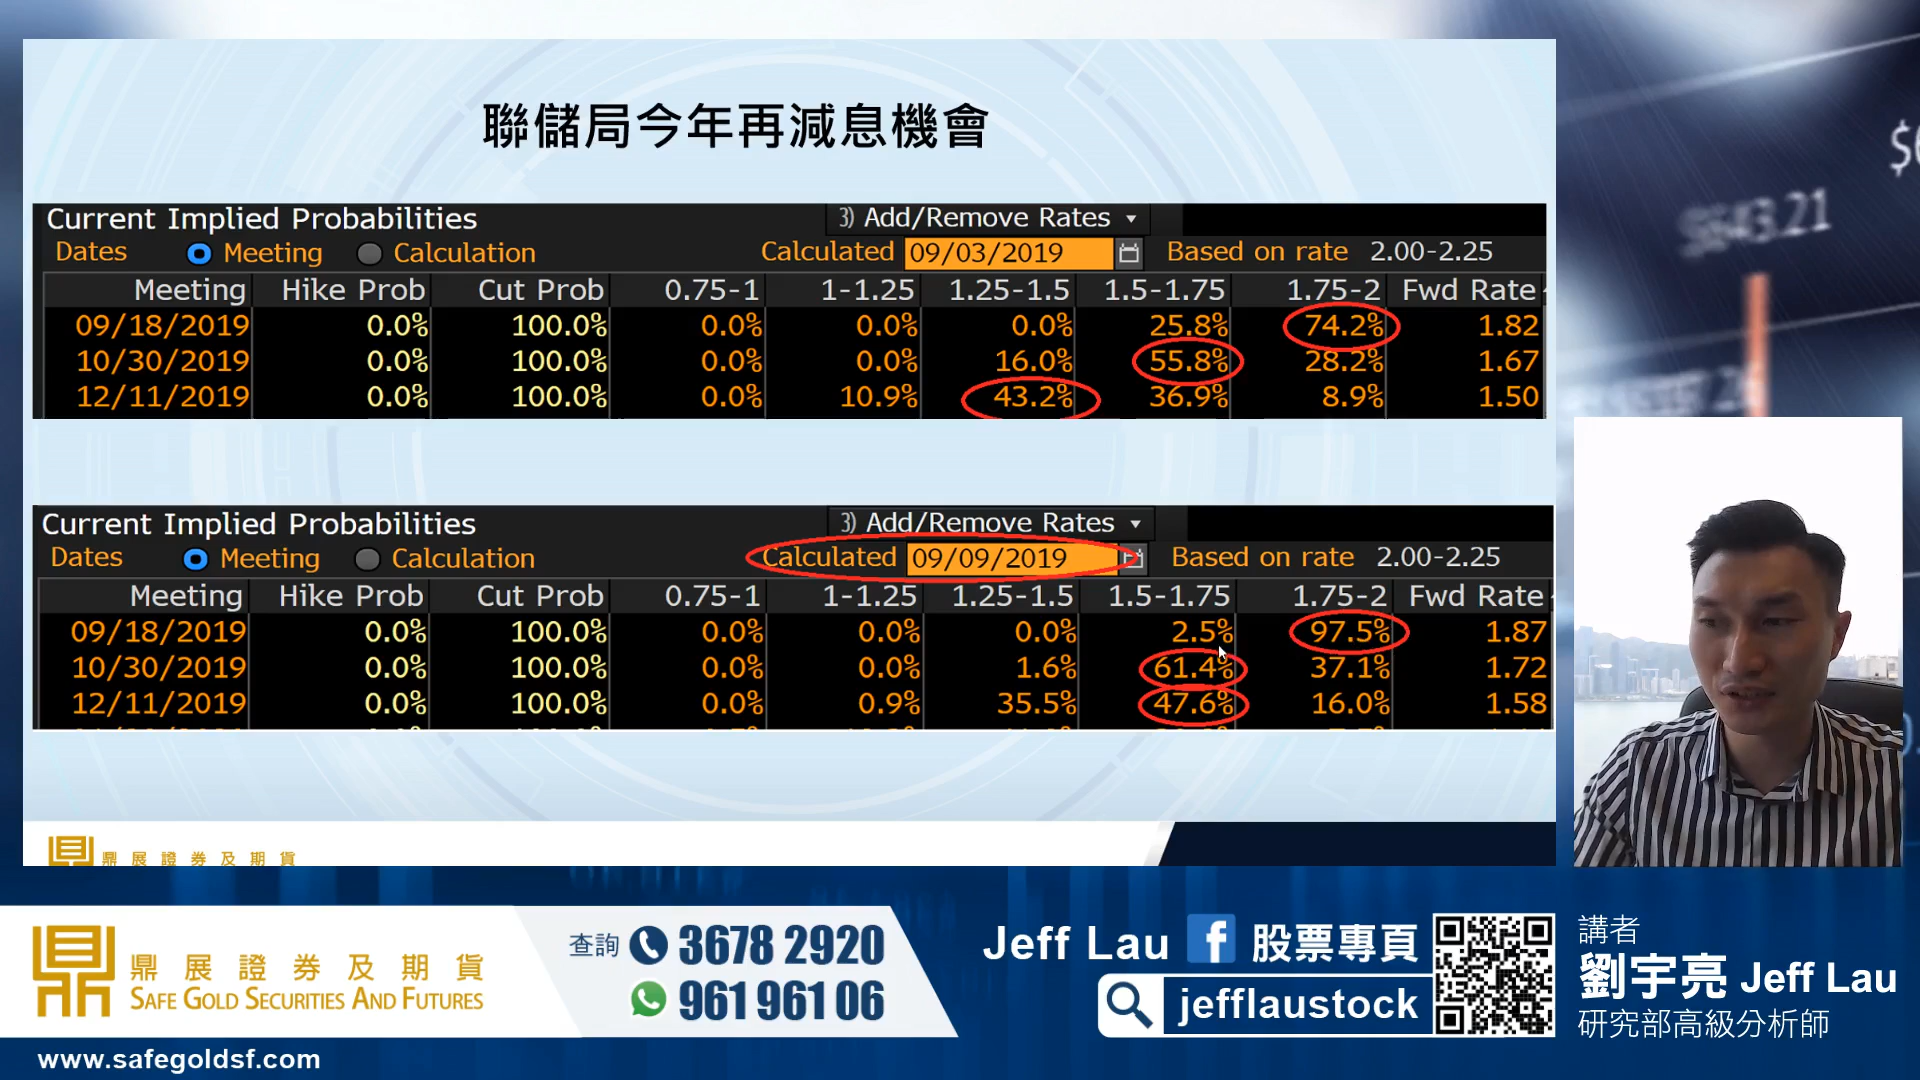 聯儲局今年再減息機會
Current Implied Probabilities 3) Add/Remove Rates
Dates Meeting Calculation Calculated 09/03/2019 Based on rate 2.00-2.25
Meeting Hike Prob Cut Prob 0.75-1 1-1.25 1.25-1.5 1.5-1.75 1.75-2 Fwd Rate
09/18/2019 0.0% 100.0% 0.0% 0.0% 0.0% 25.8% 74.2% 1.82
10/30/2019 0.0% 100.0% 0.0% 0.0% 16.0% 55.8% 28.2% 1.67
12/11/2019 0.0% 100.0% 0.0% 10.9% 43.2% 36.9% 8.9% 1.50
Current Implied Probabilities 3) Add/Remove Rates
Dates Meeting Calculation Calculated 09/09/2019 Based on rate 2.00-2.25
Meeting Hike Prob Cut Prob 0.75-1 1-1.25 1.25-1.5 1.5-1.75 1.75-2 Fwd Rate
09/18/2019 0.0% 100.0% 0.0% 0.0% 0.0% 2.5% 97.5% 1.87
10/30/2019 0.0% 100.0% 0.0% 0.0% 1.6% 61.4% 37.1% 1.72
12/11/2019 0.0% 100.0% 0.0% 0.9% 35.5% 47.6% 16.0% 1.58
鼎展證券及期貨
鼎展證券及期貨
SAFE GOLD SECURITIES AND FUTURES
www.safegoldsf.com
查詢 3678 2920
961 961 06
Jeff Lau f 股票專頁
jefflaustock
講者
劉宇亮 Jeff Lau
研究部高級分析師